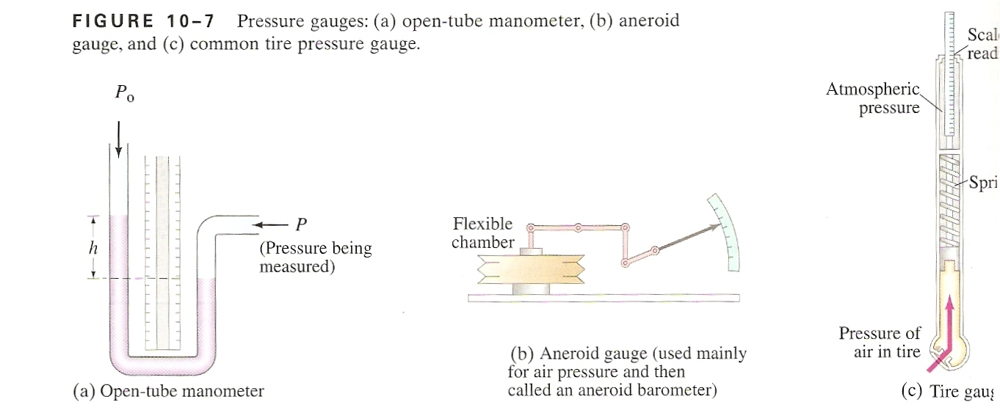 FIGURE 10–7 Pressure gauges: (a) open-tube manometer, (b) aneroid
gauge, and (c) common tire pressure gauge.
P₀
h
P
(Pressure being
measured)
(a) Open-tube manometer
Flexible
chamber
(b) Aneroid gauge (used mainly
for air pressure and then
called an aneroid barometer)
Atmospheric
pressure
Pressure of
air in tire
(c) Tire